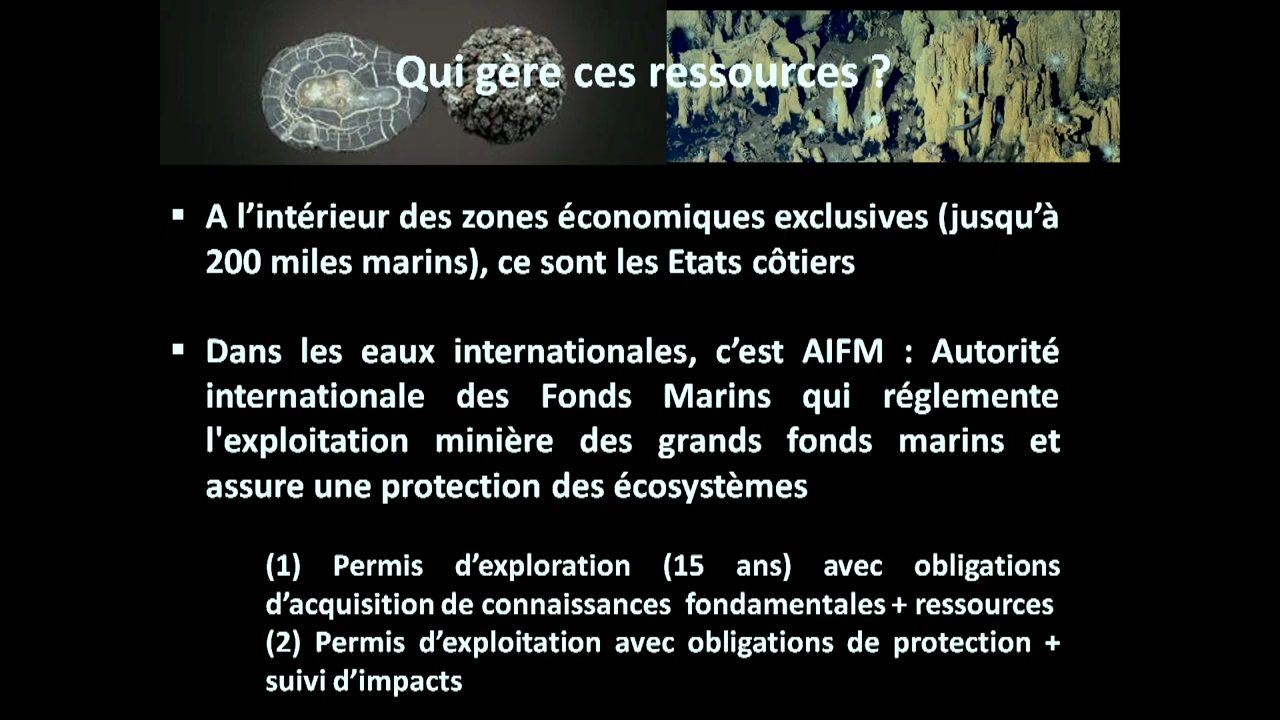 Qui gère ces ressources ?
▪ A l’intérieur des zones économiques exclusives (jusqu’à
200 miles marins), ce sont les Etats côtiers
▪ Dans les eaux internationales, c’est AIFM : Autorité
internationale des Fonds Marins qui réglemente
l'exploitation minière des grands fonds marins et
assure une protection des écosystèmes
(1) Permis d’exploration (15 ans) avec obligations
d’acquisition de connaissances fondamentales + ressources
(2) Permis d’exploitation avec obligations de protection +
suivi d’impacts